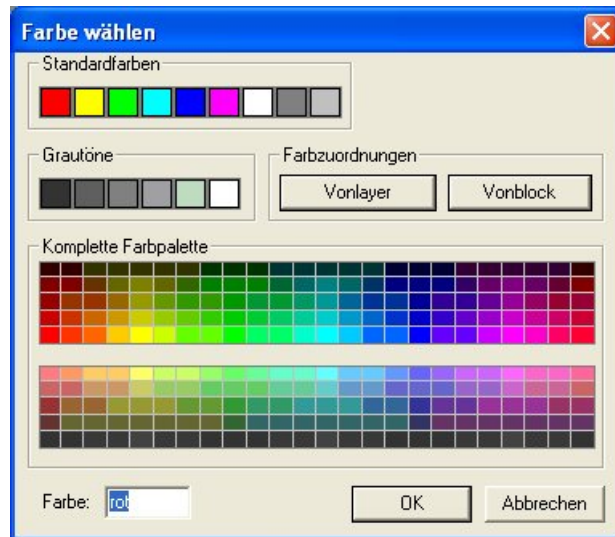 Farbe wählen
Standardfarben
Grautöne
Farbzuordnungen
Vonlayer
Vonblock
Komplette Farbpalette
Farbe: rot
OK
Abbrechen